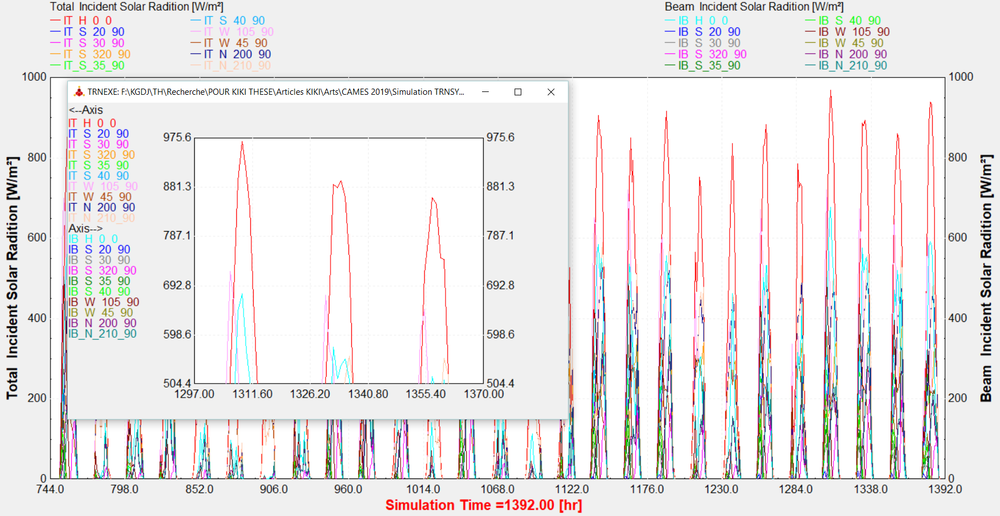 Total Incident Solar Radition [W/m²]
Beam Incident Solar Radition [W/m²]
IT H 0 0
IT S 40 90
IB H 0 0
IB S 40 90
IT S 20 90
IT W 105 90
IB S 20 90
IB W 105 90
IT S 30 90
IT W 45 90
IB S 30 90
IB W 45 90
IT S 320 90
IT N 200 90
IB S 320 90
IB N 200 90
IT_S_35_90
IT_N_210_90
IB_S_35_90
IB_N_210_90
1000
800
600
400
200
0
Total Incident Solar Radition [W/m²]
TRNEXE: F:\KGDJ\TH\Recherche\POUR KIKI THESE\Articles KIKI\Arts\CAMES 2019\Simulation TRNSY...
<--Axis
IT H 0 0
IT S 20 90
IT S 30 90
IT S 320 90
IT S 35 90
IT S 40 90
IT W 105 90
IT W 45 90
IT N 200 90
IT N_210_90
Axis-->
IB H 0 0
IB S 20 90
IB S 30 90
IB S 320 90
IB S 35 90
IB S 40 90
IB W 105 90
IB W 45 90
IB N 200 90
IB_N_210_90
975.6
881.3
787.1
692.8
598.6
504.4
975.6
881.3
787.1
692.8
598.6
504.4
1297.00 1311.60 1326.20 1340.80 1355.40 1370.00
1000
800
600
400
200
0
Beam Incident Solar Radition [W/m²]
744.0 798.0 852.0 906.0 960.0 1014.0 1068.0 1122.0 1176.0 1230.0 1284.0 1338.0 1392.0
Simulation Time =1392.00 [hr]